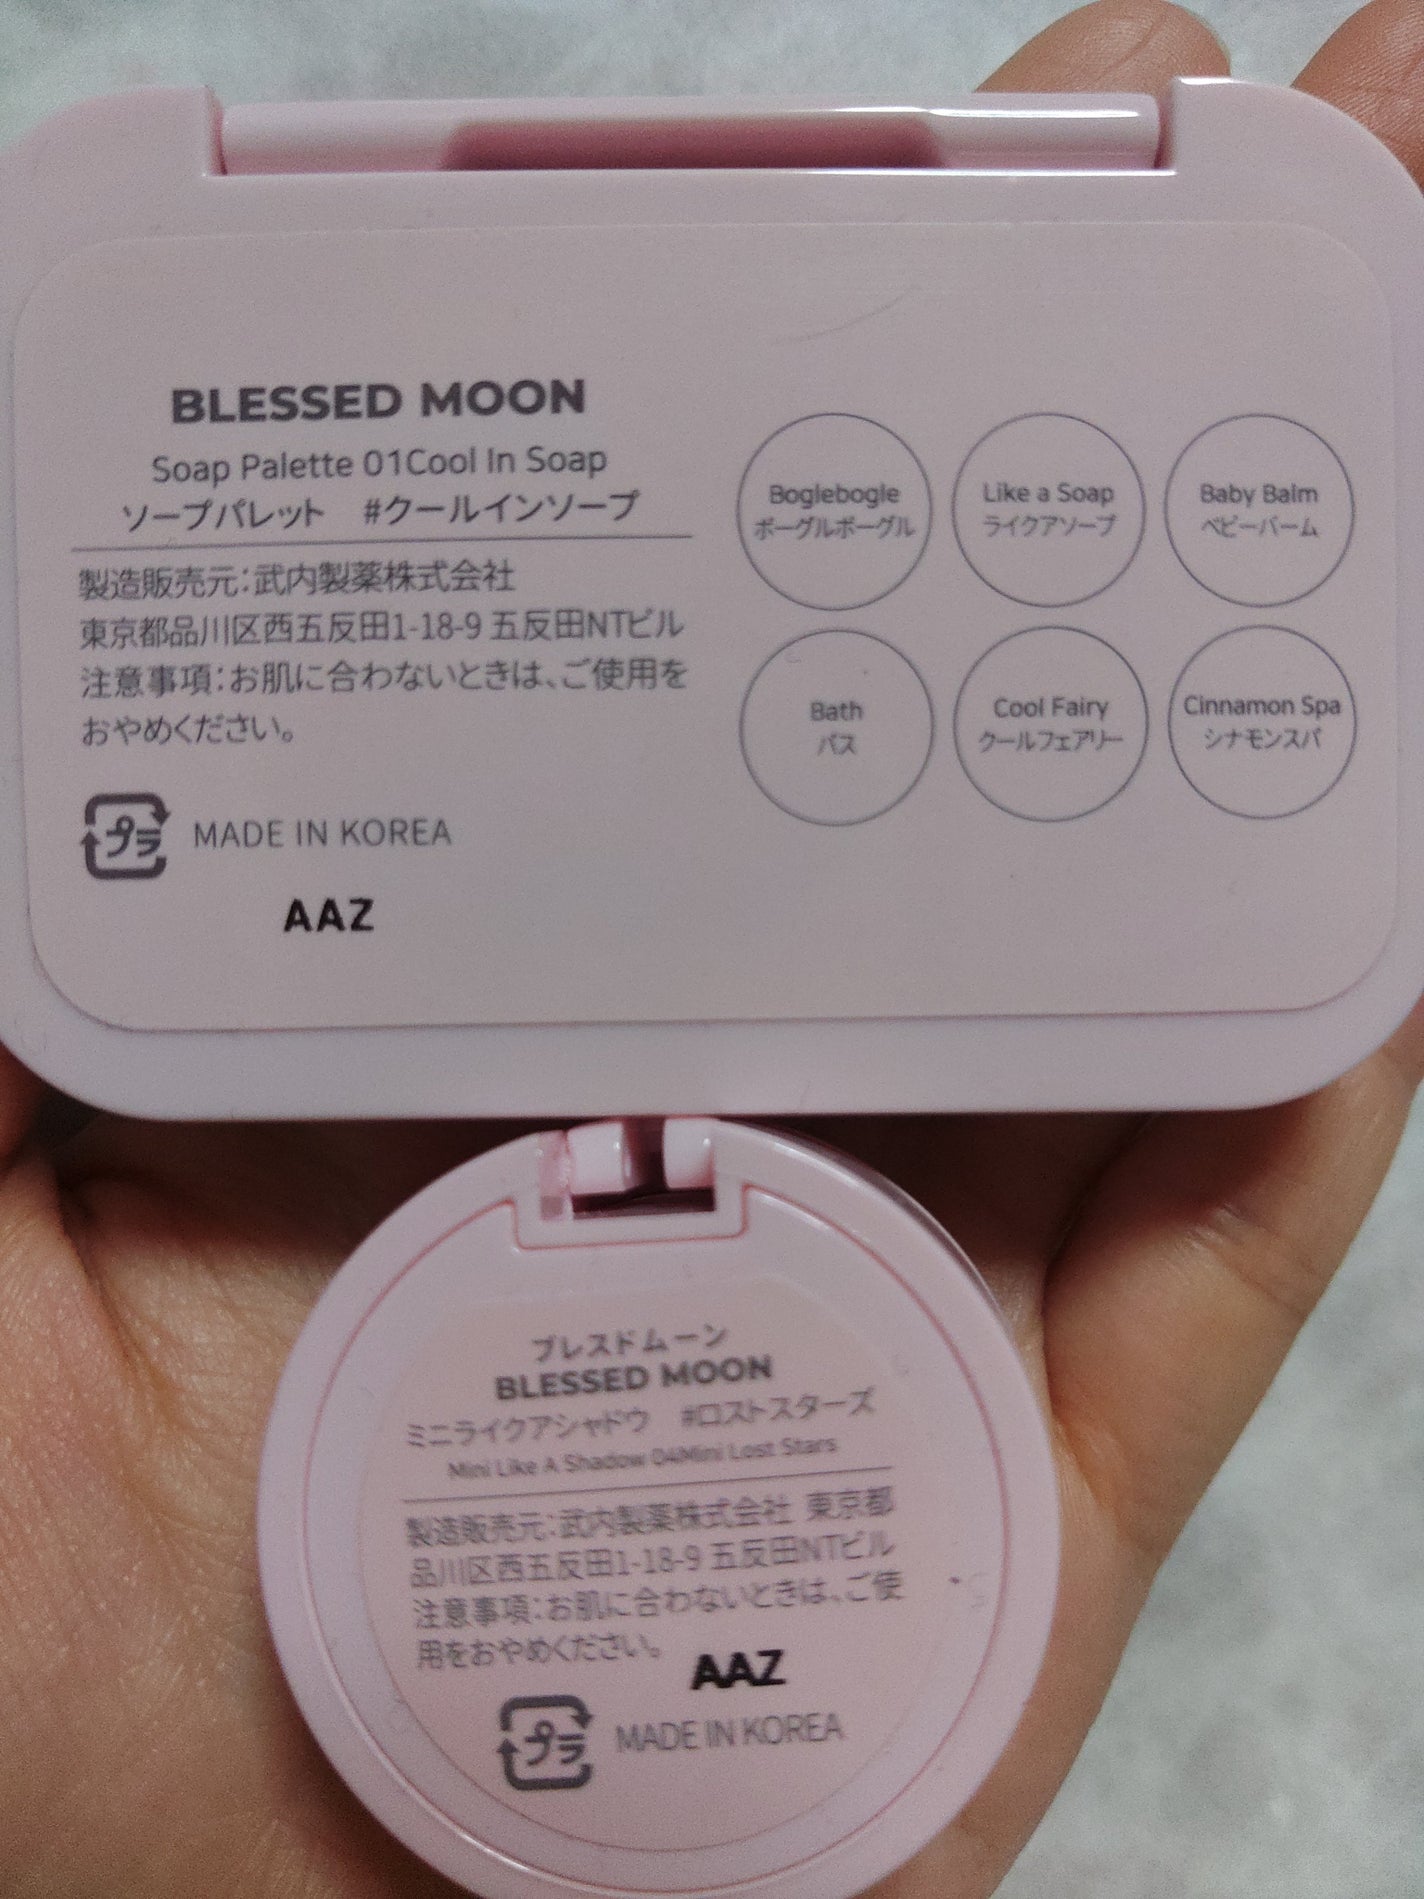 BLESSED MOON
Soap Palette 01Cool In Soap
ソープパレット #クールインソープ
製造販売元:武内製薬株式会社
東京都品川区西五反田1-18-9 五反田NTビル
注意事項:お肌に合わないときは、ご使用を
おやめください。
プラ MADE IN KOREA
AAZ
Boglebogle
ボーグルボーグル
Like a Soap
ライクアソープ
Baby Balm
ベビーバーム
Bath
バス
Cool Fairy
クールフェアリー
Cinnamon Spa
シナモンスパ
ブレスドムーン
BLESSED MOON
ミニライクアシャドウ #ロストスターズ
Mini Like A Shadow 04Mini Lost Stars
製造販売元:武内製薬株式会社 東京都
品川区西五反田1-18-9 五反田NTビル
注意事項:お肌に合わないときは、ご使
用をおやめください。
AAZ
プラ MADE IN KOREA